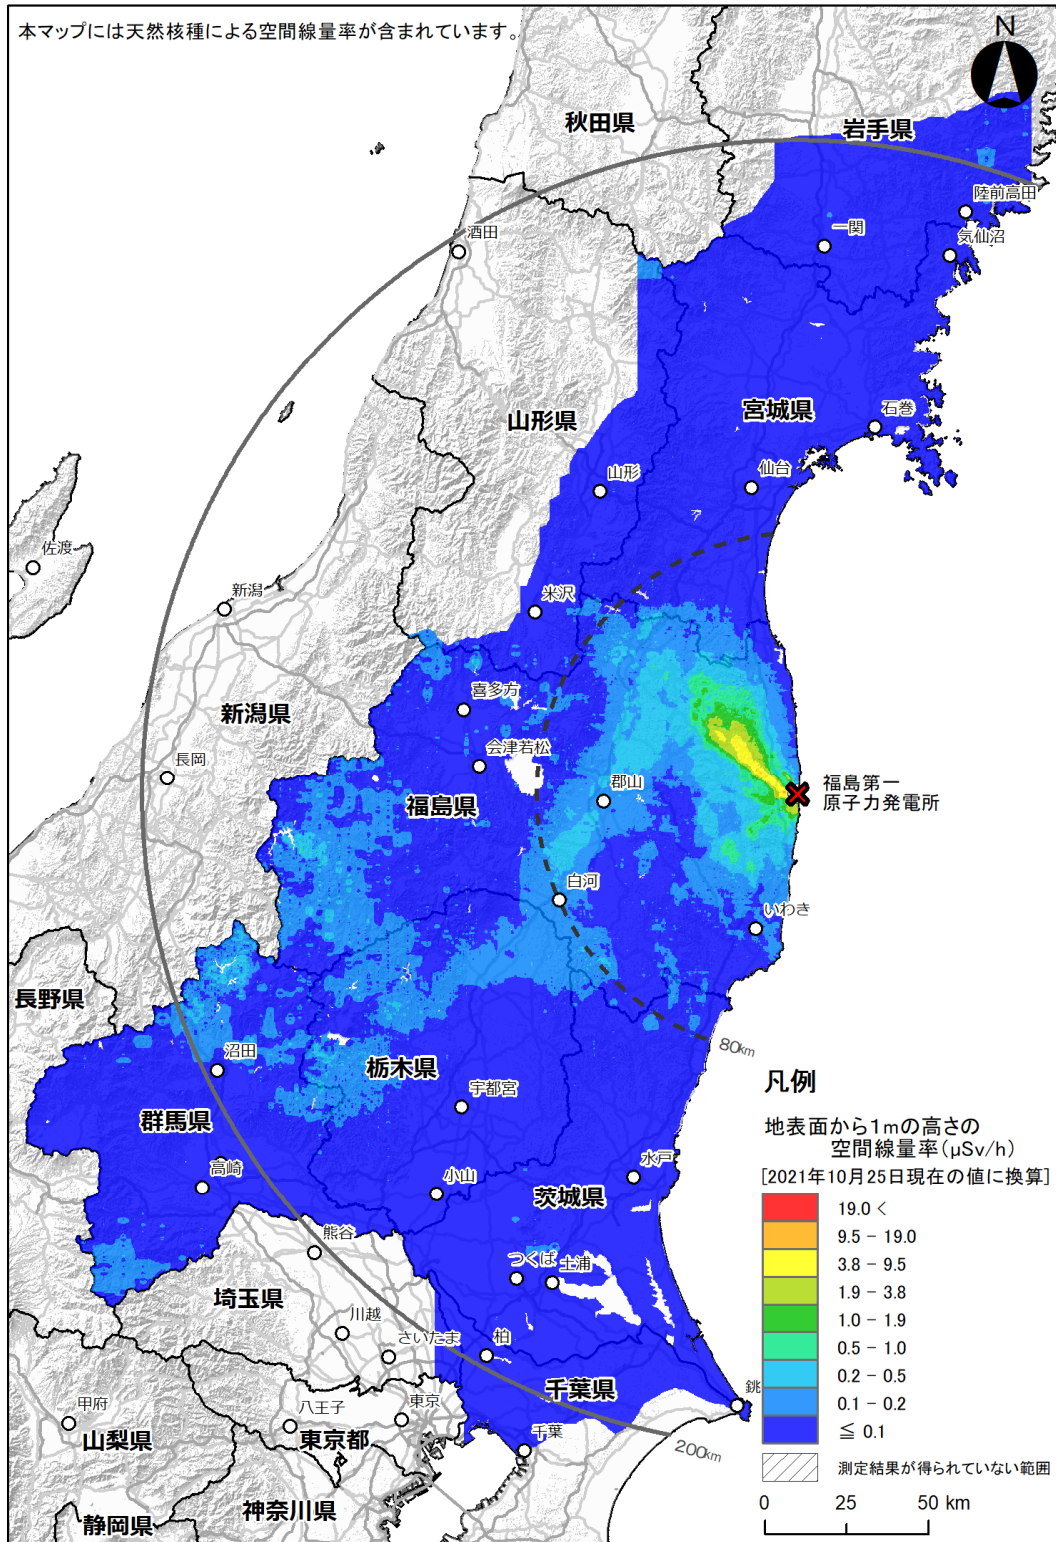 本マップには天然核種による空間線量率が含まれています。
N
秋田県
岩手県
陸前高田
酒田
一関
気仙沼
山形県
宮城県
石巻
山形
仙台
佐渡
新潟
米沢
喜多方
新潟県
長岡
会津若松
福島県
郡山
福島第一
原子力発電所
白河
いわき
長野県
沼田
栃木県
80km
群馬県
宇都宮
高崎
小山
水戸
茨城県
熊谷
つくば
土浦
埼玉県
川越
さいたま
柏
千葉県
銚
甲府
八王子
東京
山梨県
東京都
千葉
200km
神奈川県
静岡県
凡例
地表面から1mの高さの
空間線量率(μSv/h)
[2021年10月25日現在の値に換算]
19.0 <
9.5 - 19.0
3.8 - 9.5
1.9 - 3.8
1.0 - 1.9
0.5 - 1.0
0.2 - 0.5
0.1 - 0.2
≦ 0.1
測定結果が得られていない範囲
0 25 50 km